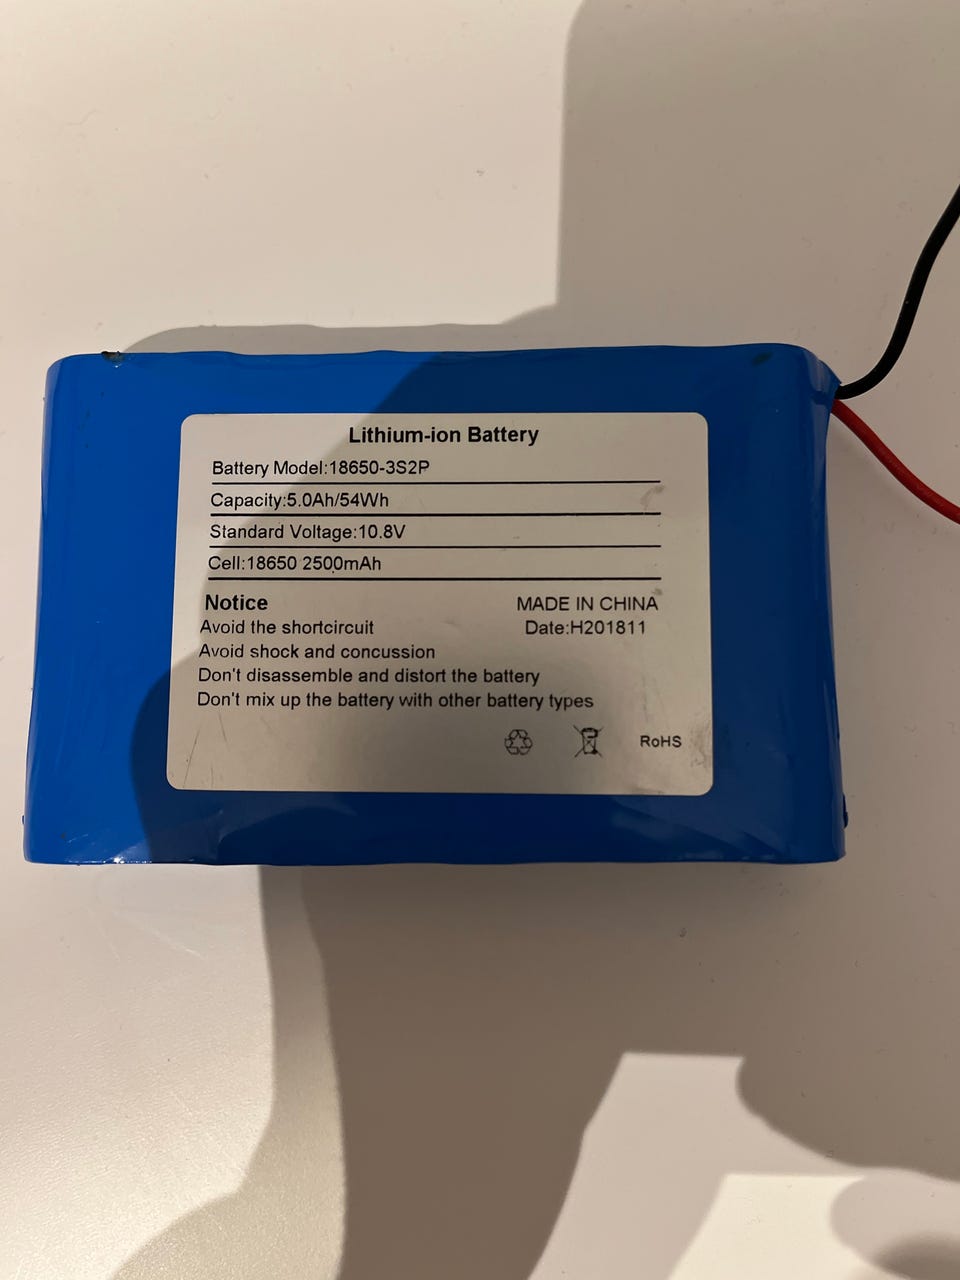 Lithium-ion Battery
Battery Model:18650-3S2P
Capacity:5.0Ah/54Wh
Standard Voltage:10.8V
Cell:18650 2500mAh
Notice
MADE IN CHINA
Avoid the shortcircuit
Date:H201811
Avoid shock and concussion
Don't disassemble and distort the battery
Don't mix up the battery with other battery types
RoHS